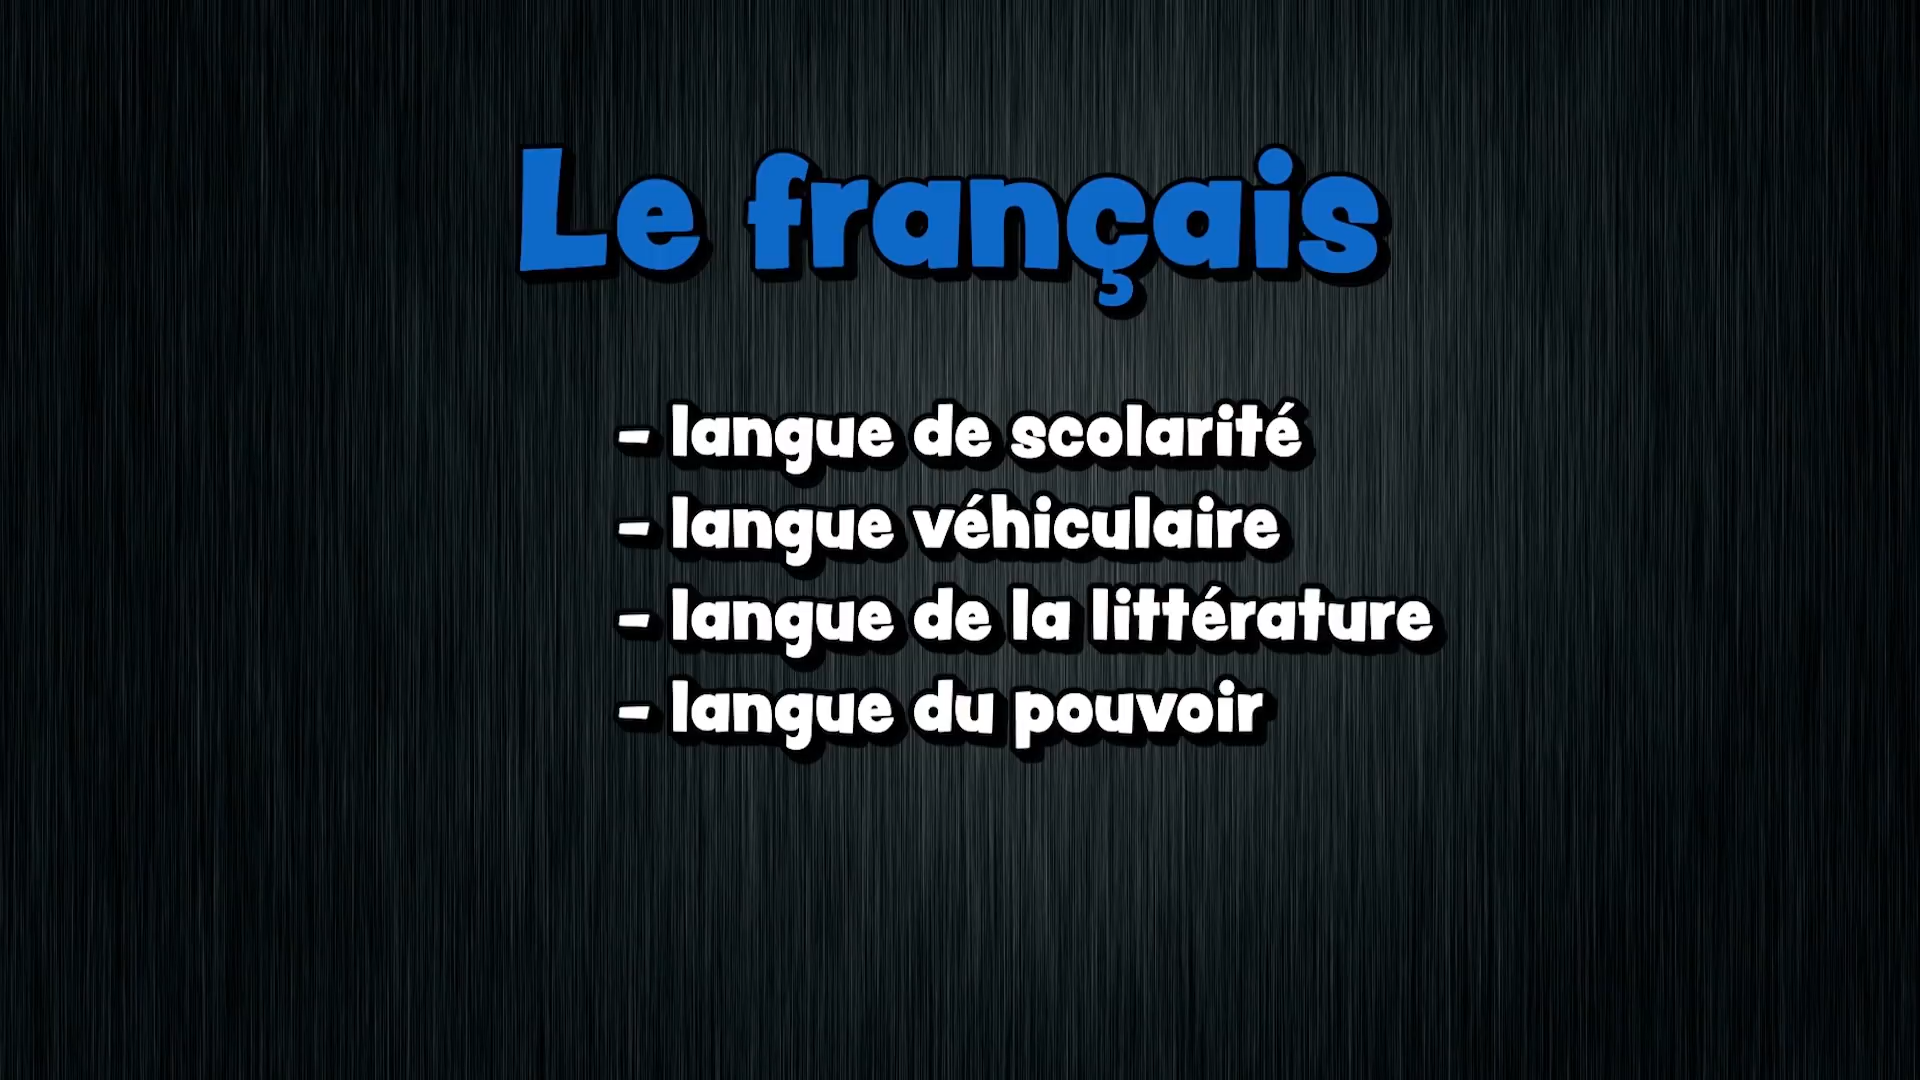 Le français
- langue de scolarité
- langue véhiculaire
- langue de la littérature
- langue du pouvoir